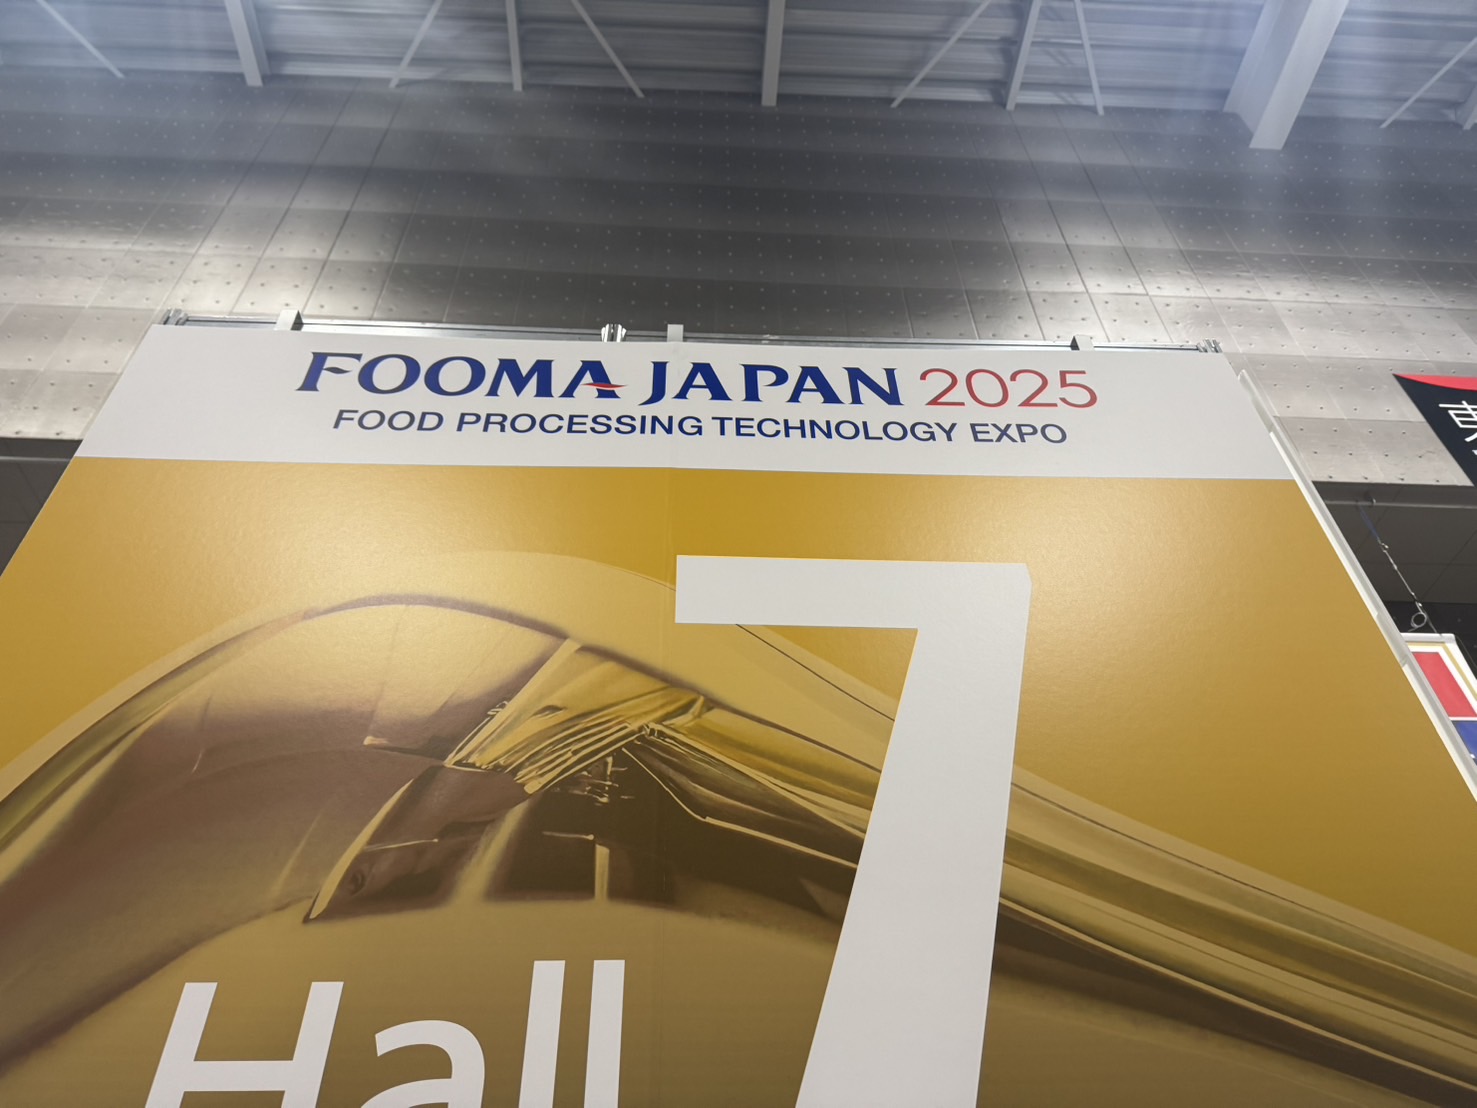 FOOMA JAPAN 2025
FOOD PROCESSING TECHNOLOGY EXPO
Hall 7